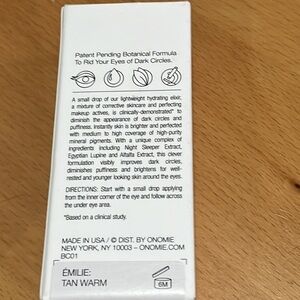 Patent Pending Botanical Formula
To Rid Your Eyes of Dark Circles.
A small drop of our lightweight hydrating elixir,
a mixture of corrective skincare and perfecting
makeup actives, is clinically-demonstrated* to
diminish the appearance of dark circles and
puffiness. Instantly skin is brighter and perfected
with medium to high coverage of high-purity
mineral pigments. With a unique complex of
ingredients including Night Sleeper Extract,
Egyptian Lupine and Alfalfa Extract, this clever
formulation visibly improves dark circles,
diminishes puffiness and brightens for well-
rested and younger looking skin around the eyes.
DIRECTIONS: Start with a small drop applying
from the inner corner of the eye and follow across
the under eye area.
*Based on a clinical study.
MADE IN USA / © DIST. BY ONOMIE
NEW YORK, NY 10003 – ONOMIE.COM
BC01
ÉMILIE:
TAN WARM
6M